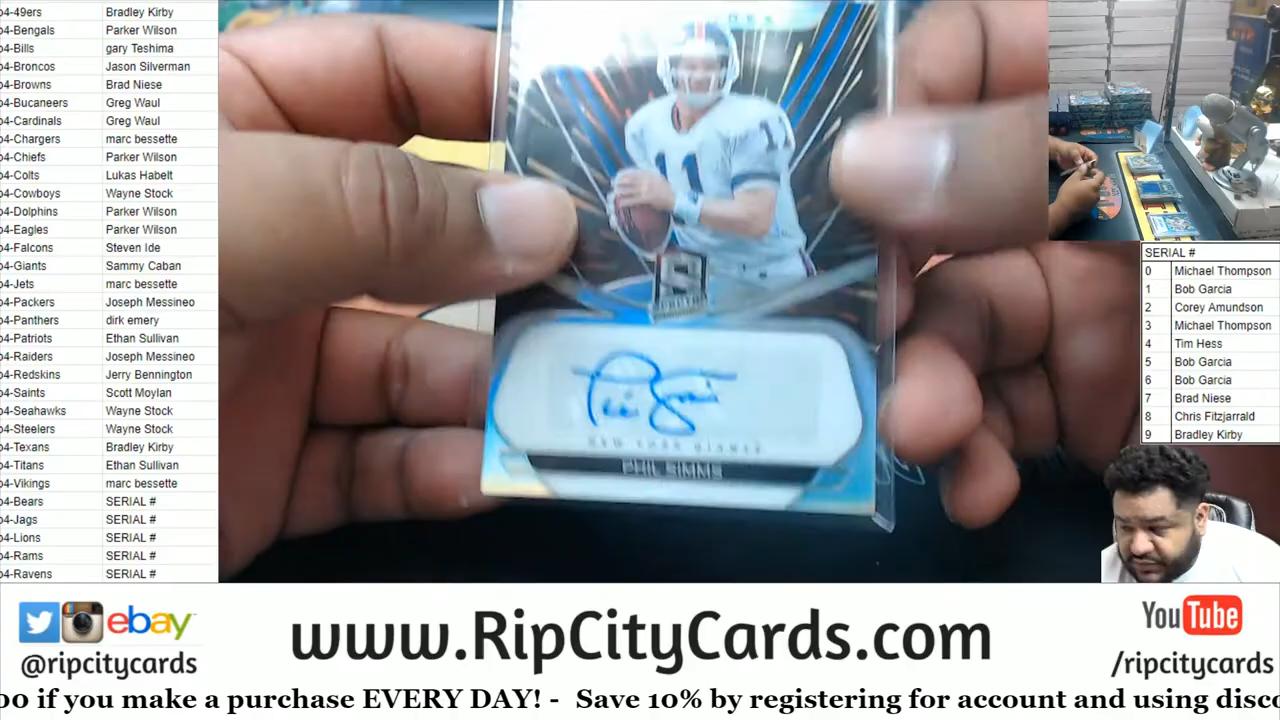 o4-49ers Bradley Kirby
o4-Bengals Parker Wilson
o4-Bills gary Teshima
o4-Broncos Jason Silverman
o4-Browns Brad Niese
o4-Bucaneers Greg Waul
o4-Cardinals Greg Waul
o4-Chargers marc bessette
o4-Chiefs Parker Wilson
o4-Colts Lukas Habelt
o4-Cowboys Wayne Stock
o4-Dolphins Parker Wilson
o4-Eagles Parker Wilson
o4-Falcons Steven Ide
o4-Giants Sammy Caban
o4-Jets marc bessette
o4-Packers Joseph Messineo
o4-Panthers dirk emery
o4-Patriots Ethan Sullivan
o4-Raiders Joseph Messineo
o4-Redskins Jerry Bennington
o4-Saints Scott Moylan
o4-Seahawks Wayne Stock
o4-Steelers Wayne Stock
o4-Texans Bradley Kirby
o4-Titans Ethan Sullivan
o4-Vikings marc bessette
o4-Bears SERIAL #
o4-Jags SERIAL #
o4-Lions SERIAL #
o4-Rams SERIAL #
o4-Ravens SERIAL #
11
11
NEW YORK GIANTS
PHIL SIMMS
SERIAL #
0 Michael Thompson
1 Bob Garcia
2 Corey Amundson
3 Michael Thompson
4 Tim Hess
5 Bob Garcia
6 Bob Garcia
7 Brad Niese
8 Chris Fitzjarrald
9 Bradley Kirby
ebay
@ripcitycards
www.RipCityCards.com
YouTube
/ripcitycards
00 if you make a purchase EVERY DAY! - Save 10% by registering for account and using disco